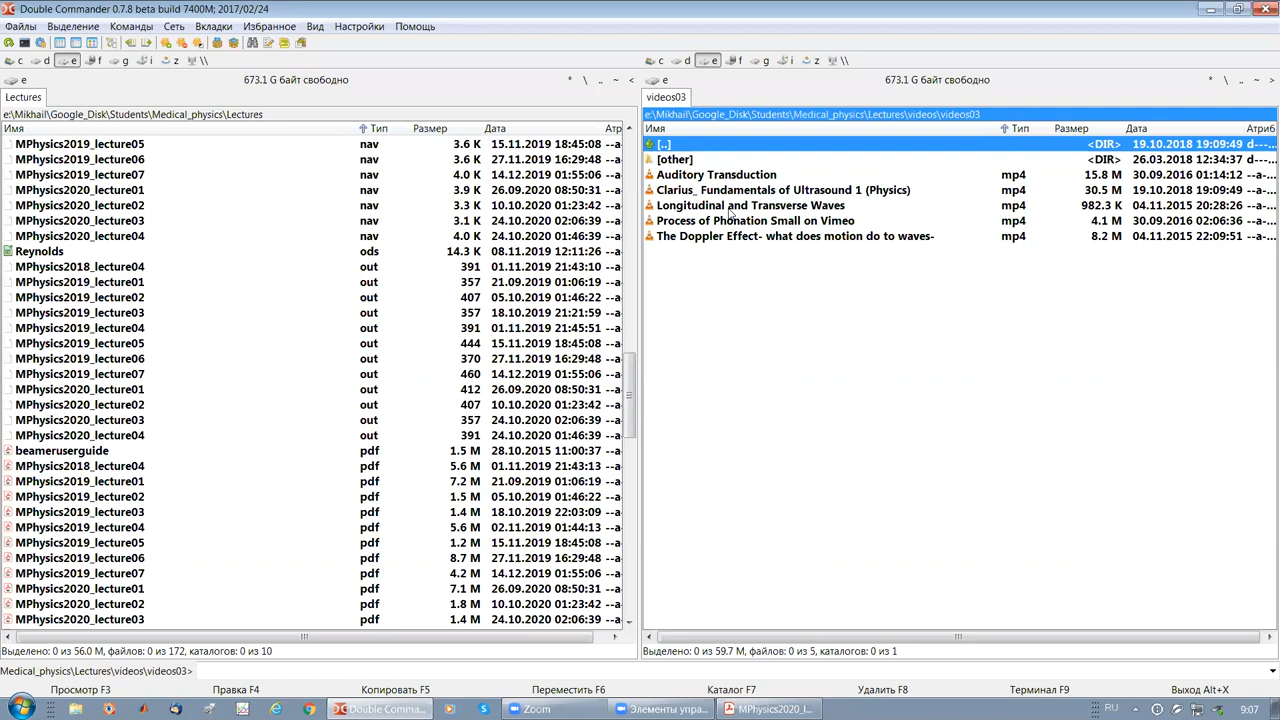 Double Commander 0.7.8 beta build 7400M; 2017/02/24
Файлы Выделение Команды Сеть Вкладки Избранное Вид Настройки Помощь
c d e f g i z \\ c d e f g i z \\
e 673.1 G байт свободно * \ .. ~ < e 673.1 G байт свободно * \ .. ~ >
Lectures videos03
e:\Mikhail\Google_Disk\Students\Medical_physics\Lectures e:\Mikhail\Google_Disk\Students\Medical_physics\Lectures\videos\videos03
Имя Тип Размер Дата Атр Имя Тип Размер Дата Атриб
MPhysics2019_lecture05 nav 3.6 K 15.11.2019 18:45:08 --a [..] <DIR> 19.10.2018 19:09:49 d---...
MPhysics2019_lecture06 nav 3.6 K 27.11.2019 16:29:48 --a [other] <DIR> 26.03.2018 12:34:37 d---...
MPhysics2019_lecture07 nav 4.0 K 14.12.2019 01:55:06 --a Auditory Transduction mp4 15.8 M 30.09.2016 01:14:12 --a-...
MPhysics2020_lecture01 nav 3.9 K 26.09.2020 08:50:31 --a Clarius_ Fundamentals of Ultrasound 1 (Physics) mp4 30.5 M 19.10.2018 19:09:49 --a-...
MPhysics2020_lecture02 nav 3.3 K 10.10.2020 01:23:42 --a Longitudinal and Transverse Waves mp4 982.3 K 04.11.2015 20:28:26 --a-...
MPhysics2020_lecture03 nav 3.1 K 24.10.2020 02:06:39 --a Process of Phonation Small on Vimeo mp4 4.1 M 30.09.2016 02:06:36 --a-...
MPhysics2020_lecture04 nav 4.0 K 24.10.2020 01:46:39 --a The Doppler Effect- what does motion do to waves- mp4 8.2 M 04.11.2015 22:09:51 --a-...
Reynolds ods 14.3 K 08.11.2019 12:11:26 --a
MPhysics2018_lecture04 out 391 01.11.2019 21:43:10 --a
MPhysics2019_lecture01 out 357 21.09.2019 01:06:19 --a
MPhysics2019_lecture02 out 407 05.10.2019 01:46:22 --a
MPhysics2019_lecture03 out 357 18.10.2019 21:21:59 --a
MPhysics2019_lecture04 out 391 01.11.2019 21:45:51 --a
MPhysics2019_lecture05 out 444 15.11.2019 18:45:08 --a
MPhysics2019_lecture06 out 370 27.11.2019 16:29:48 --a
MPhysics2019_lecture07 out 460 14.12.2019 01:55:06 --a
MPhysics2020_lecture01 out 412 26.09.2020 08:50:31 --a
MPhysics2020_lecture02 out 407 10.10.2020 01:23:42 --a
MPhysics2020_lecture03 out 357 24.10.2020 02:06:39 --a
MPhysics2020_lecture04 out 391 24.10.2020 01:46:39 --a
beameruserguide pdf 1.5 M 28.10.2015 11:00:37 --a
MPhysics2018_lecture04 pdf 5.6 M 01.11.2019 21:43:13 --a
MPhysics2019_lecture01 pdf 7.2 M 21.09.2019 01:06:19 --a
MPhysics2019_lecture02 pdf 1.5 M 05.10.2019 01:46:22 --a
MPhysics2019_lecture03 pdf 1.4 M 18.10.2019 22:03:09 --a
MPhysics2019_lecture04 pdf 5.6 M 02.11.2019 01:44:13 --a
MPhysics2019_lecture05 pdf 1.2 M 15.11.2019 18:45:08 --a
MPhysics2019_lecture06 pdf 8.7 M 27.11.2019 16:29:48 --a
MPhysics2019_lecture07 pdf 4.2 M 14.12.2019 01:55:06 --a
MPhysics2020_lecture01 pdf 7.1 M 26.09.2020 08:50:31 --a
MPhysics2020_lecture02 pdf 1.8 M 10.10.2020 01:23:42 --a
MPhysics2020_lecture03 pdf 1.4 M 24.10.2020 02:06:39 --a
Выделено: 0 из 56.0 M, файлов: 0 из 172, каталогов: 0 из 10 Выделено: 0 из 59.7 M, файлов: 0 из 5, каталогов: 0 из 1
Medical_physics\Lectures\videos\videos03>
Просмотр F3 Правка F4 Копировать F5 Переместить F6 Каталог F7 Удалить F8 Терминал F9 Выход Alt+X
Double Comma... Zoom Элементы упра... MPhysics2020_l... RU 9:07